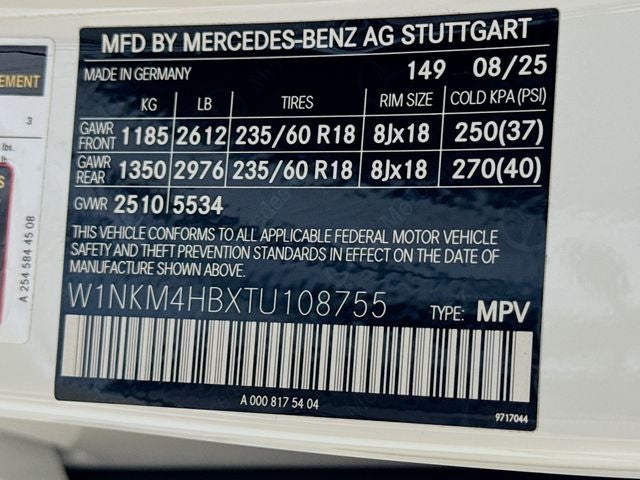 MFD BY MERCEDES-BENZ AG STUTTGART
MADE IN GERMANY 149 08/25
KG LB TIRES RIM SIZE COLD KPA(PSI)
GAWR FRONT 1185 2612 235/60 R18 8Jx18 250(37)
GAWR REAR 1350 2976 235/60 R18 8Jx18 270(40)
GVWR 2510 5534
THIS VEHICLE CONFORMS TO ALL APPLICABLE FEDERAL MOTOR VEHICLE
SAFETY AND THEFT PREVENTION STANDARDS IN EFFECT ON THE DATE OF
MANUFACTURE SHOWN ABOVE.
W1NKM4HBXTU108755 TYPE: MPV
A 000 817 54 04
9717044
EMENT
3
lbs.
lb.
A 254 584 45 08